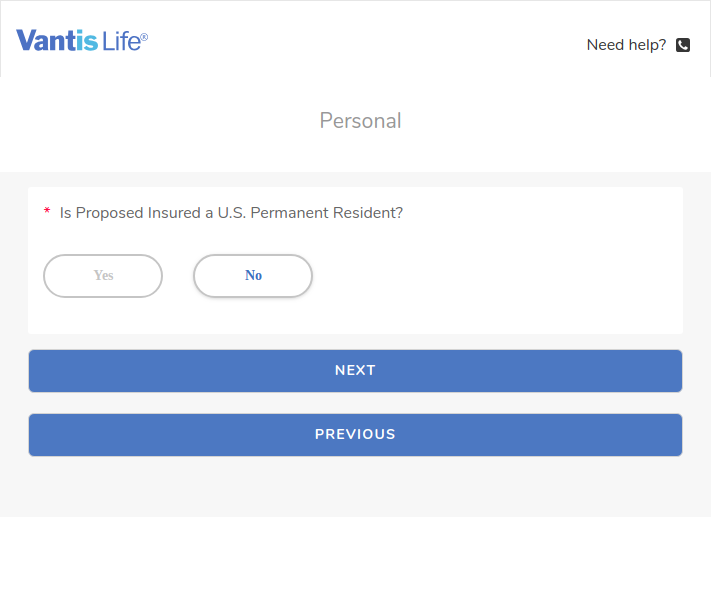 Vantis Life®
Need help?
Personal
* Is Proposed Insured a U.S. Permanent Resident?
Yes
No
NEXT
PREVIOUS